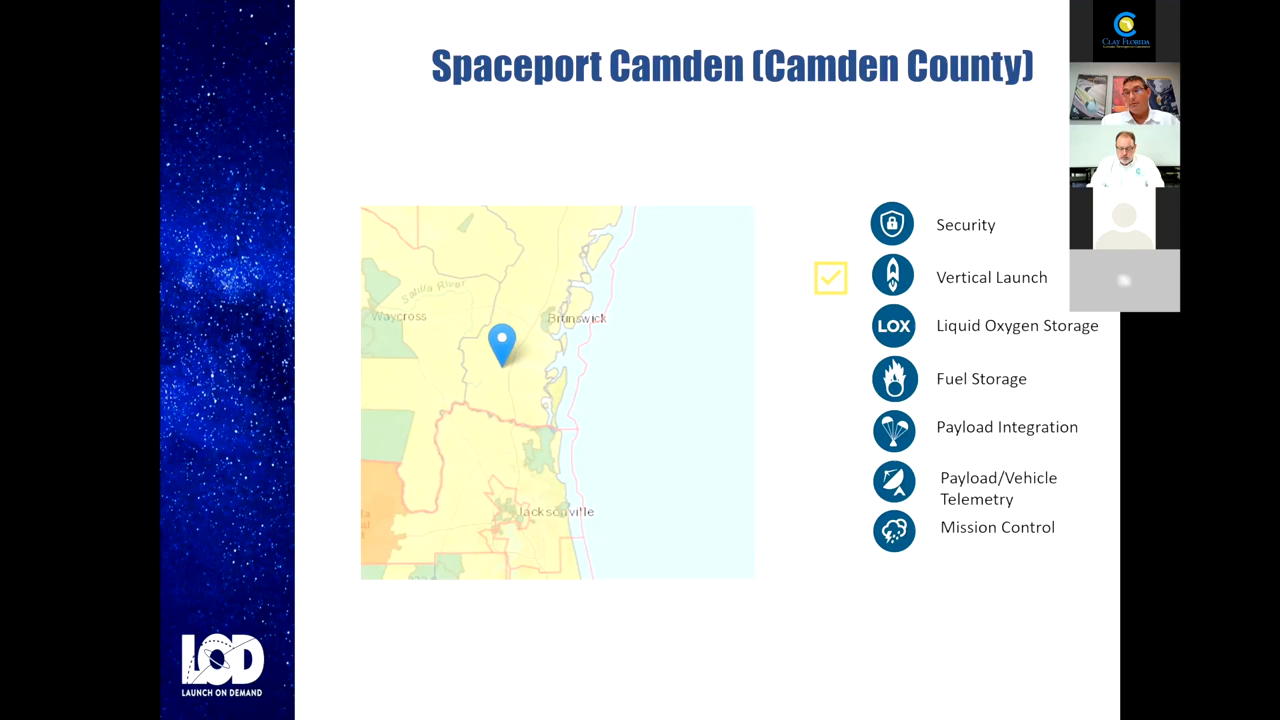 Spaceport Camden (Camden County)
CLAY FLORIDA
Security
Vertical Launch
LOX
Liquid Oxygen Storage
Fuel Storage
Payload Integration
Payload/Vehicle
Telemetry
Mission Control
Satilla River
Waycross
Brunswick
Jacksonville
LOD
LAUNCH ON DEMAND